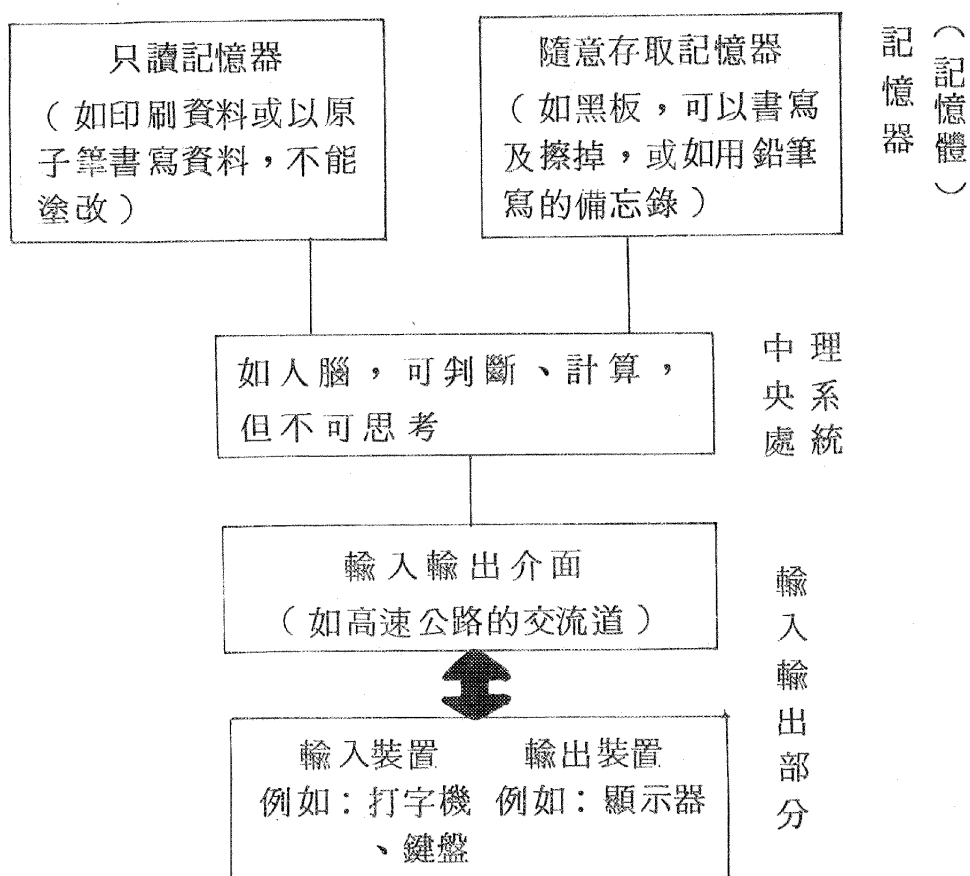 只讀記憶器
（如印刷資料或以原
子筆書寫資料，不能
塗改）
隨意存取記憶器
（如黑板，可以書寫
及擦掉，或如用鉛筆
寫的備忘錄）
記憶器
（記憶體）
如人腦，可判斷、計算，
但不可思考
中央處
理系統
輸入輸出介面
（如高速公路的交流道）
輸入輸出部分
輸入裝置　輸出裝置
例如：打字機　例如：顯示器
、鍵盤